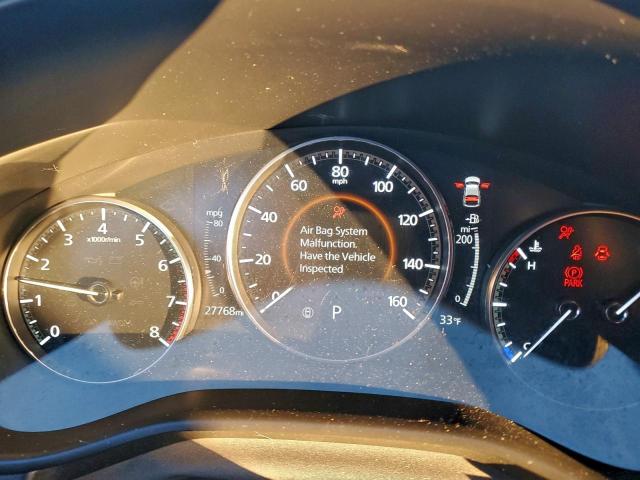 0
1
2
3
4
5
6
7
8
x1000r/min
mpg
80
40
0
27768mi
0
20
40
60
80
100
120
140
160
mph
Air Bag System
Malfunction.
Have the Vehicle
Inspected
P
mi
200
0
33°F
H
C
P
PARK